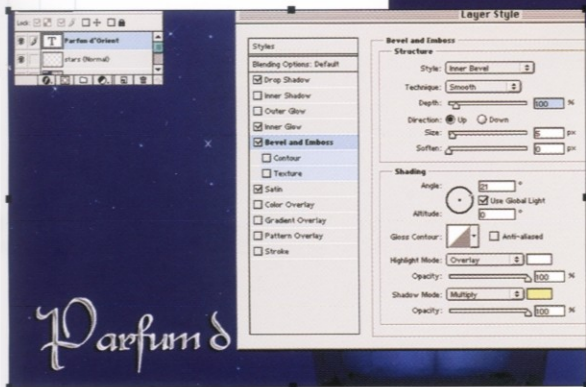 Lock:
Parfum d'Orient
stars (Normal)
Layer Style
Styles
Blending Options: Default
Drop Shadow
Inner Shadow
Outer Glow
Inner Glow
Bevel and Emboss
Contour
Texture
Satin
Color Overlay
Gradient Overlay
Pattern Overlay
Stroke
Bevel and Emboss
Structure
Style: Inner Bevel
Technique: Smooth
Depth: 100 %
Direction: Up Down
Size: 5 px
Soften: 0 px
Shading
Angle: 21 °
Use Global Light
Altitude: 0 °
Gloss Contour: Anti-aliased
Highlight Mode: Overlay
Opacity: 100 %
Shadow Mode: Multiply
Opacity: 100 %
Parfum d